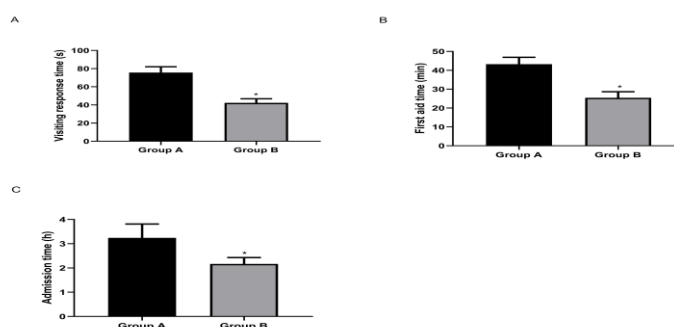 A
Visiting response time (s)
100
80
60
40
20
0
*
Group A Group B
B
First aid time (min)
50
40
30
20
10
0
*
Group A Group B
C
Admission time (h)
4
3
2
1
0
*
Group A Group B